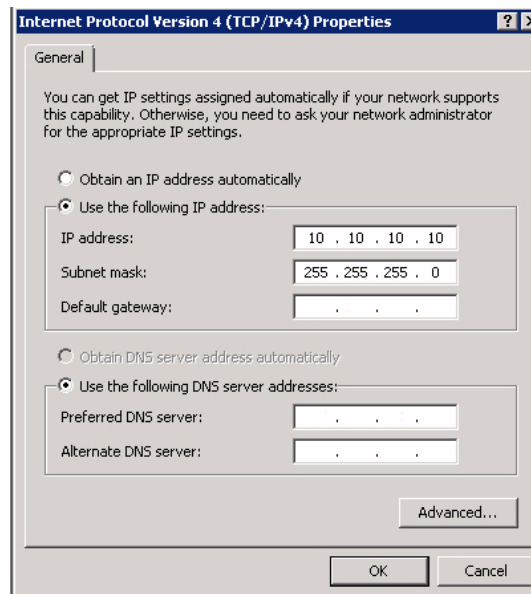 Internet Protocol Version 4 (TCP/IPv4) Properties
General
You can get IP settings assigned automatically if your network supports
this capability. Otherwise, you need to ask your network administrator
for the appropriate IP settings.
Obtain an IP address automatically
Use the following IP address:
IP address: 10 . 10 . 10 . 10
Subnet mask: 255 . 255 . 255 . 0
Default gateway: . . .
Obtain DNS server address automatically
Use the following DNS server addresses:
Preferred DNS server: . . .
Alternate DNS server: . . .
Advanced...
OK Cancel